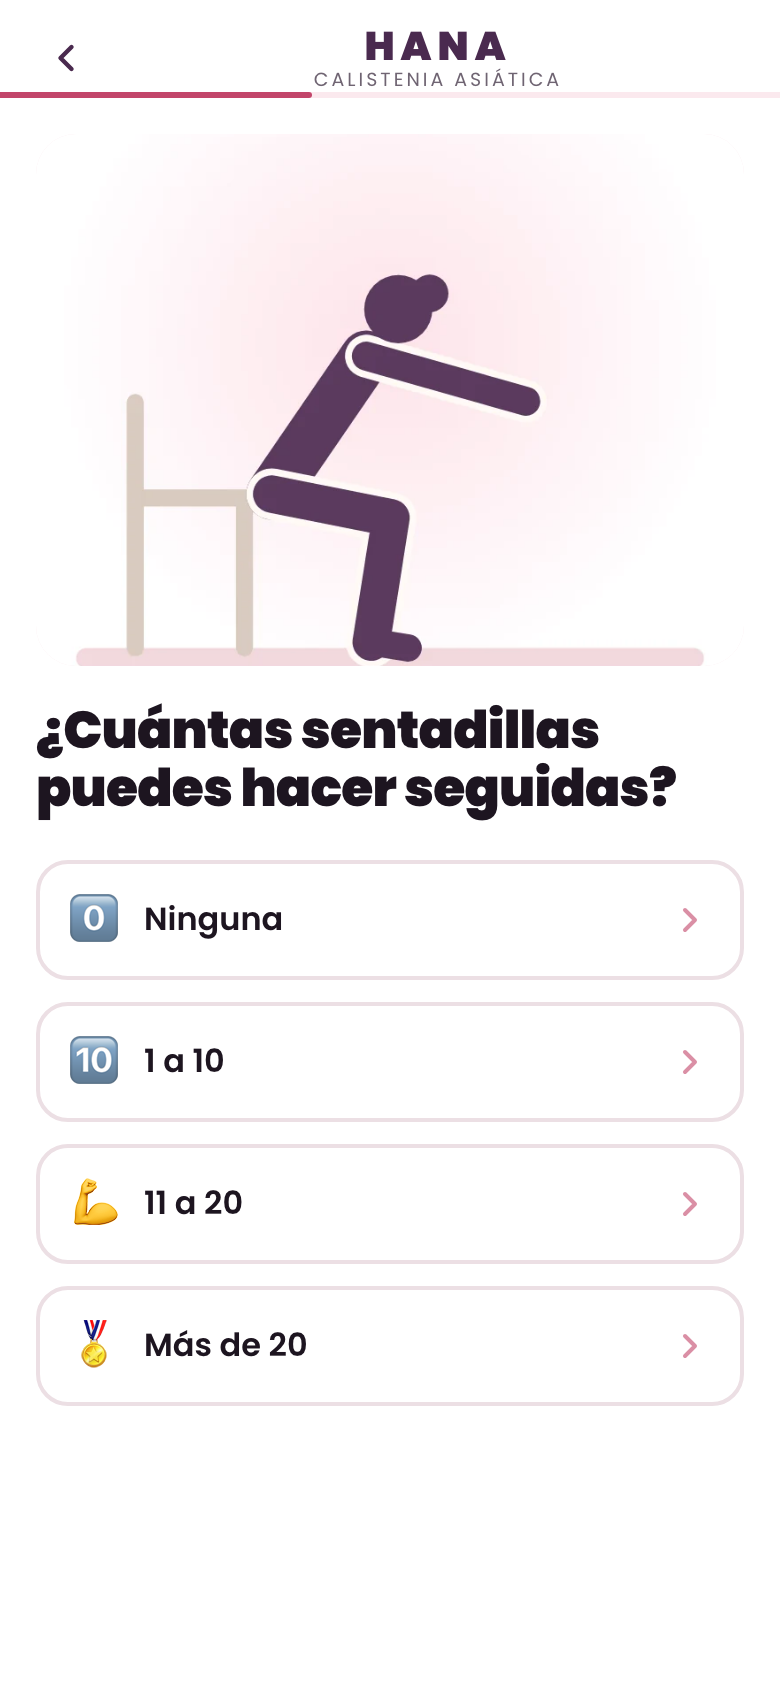 HANA
CALISTENIA ASIÁTICA
¿Cuántas sentadillas
puedes hacer seguidas?
0 Ninguna
10 1 a 10
11 a 20
Más de 20